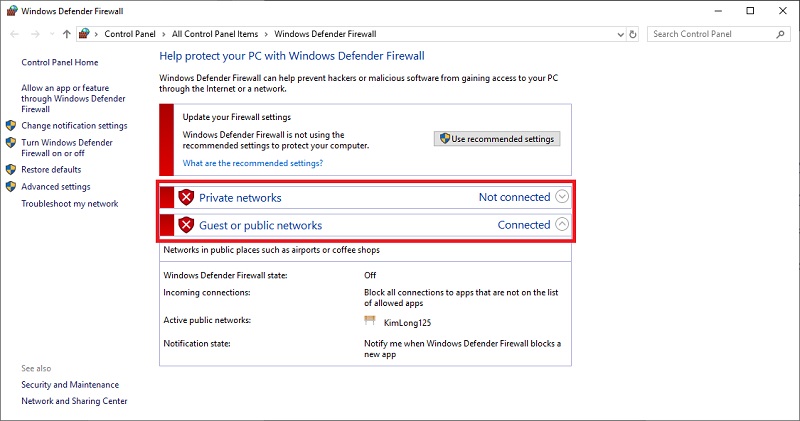 Windows Defender Firewall
Control Panel
All Control Panel Items
Windows Defender Firewall
Search Control Panel
Control Panel Home
Allow an app or feature
through Windows Defender
Firewall
Change notification settings
Turn Windows Defender
Firewall on or off
Restore defaults
Advanced settings
Troubleshoot my network
See also
Security and Maintenance
Network and Sharing Center
Help protect your PC with Windows Defender Firewall
Windows Defender Firewall can help prevent hackers or malicious software from gaining access to your PC
through the Internet or a network.
Update your Firewall settings
Windows Defender Firewall is not using the
recommended settings to protect your computer.
Use recommended settings
What are the recommended settings?
Private networks Not connected
Guest or public networks Connected
Networks in public places such as airports or coffee shops
Windows Defender Firewall state: Off
Incoming connections: Block all connections to apps that are not on the list
of allowed apps
Active public networks: KimLong125
Notification state: Notify me when Windows Defender Firewall blocks a
new app